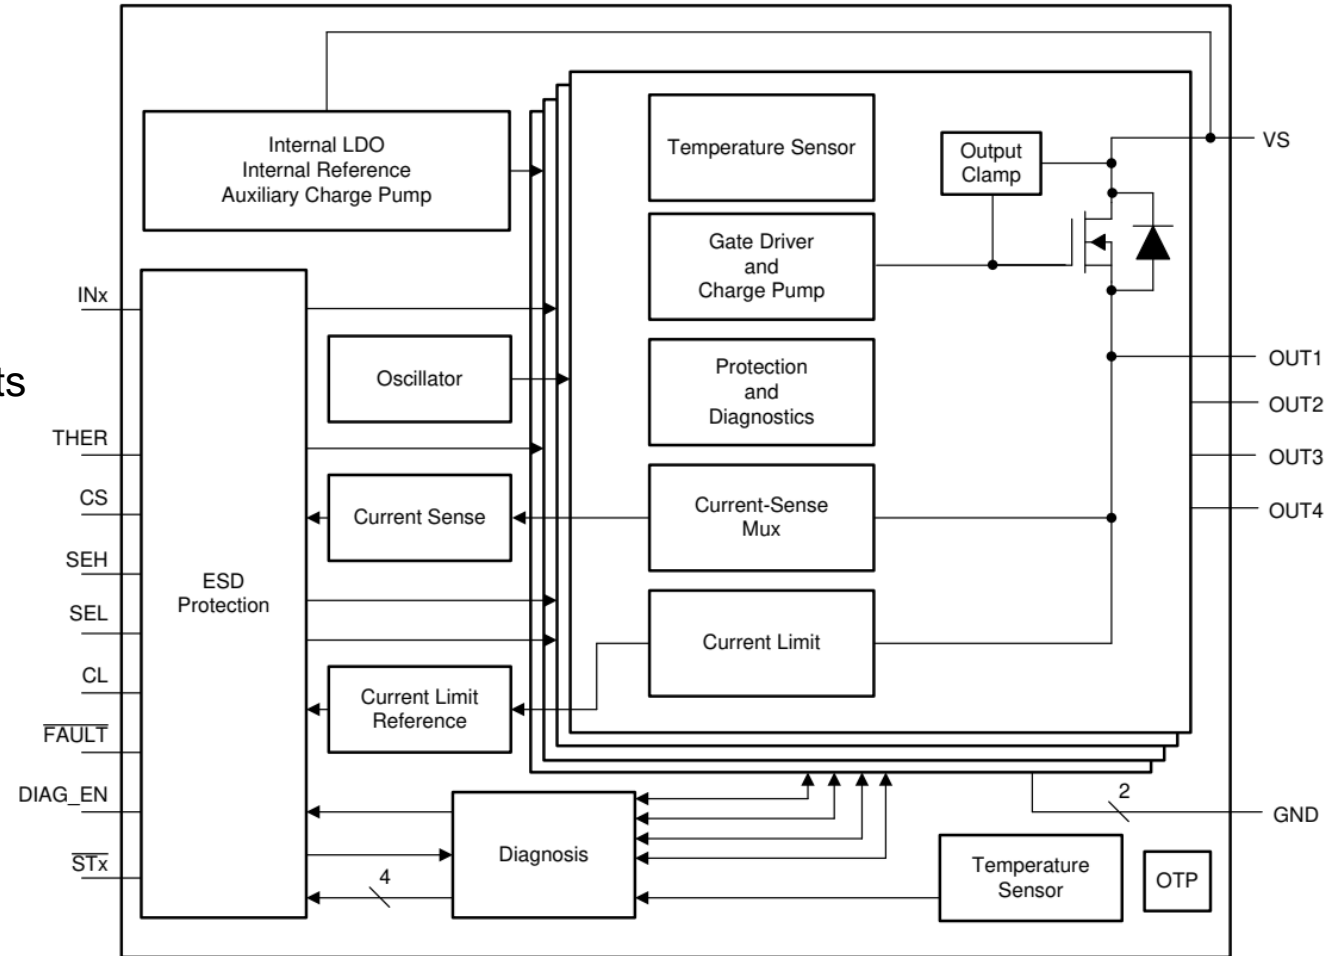 Internal LDO
Internal Reference
Auxiliary Charge Pump
Temperature Sensor
Output
Clamp
VS
Gate Driver
and
Charge Pump
INx
ts
Oscillator
Protection
and
Diagnostics
OUT1
OUT2
OUT3
OUT4
THER
CS
SEH
SEL
CL
FAULT
DIAG_EN
STx
ESD
Protection
Current Sense
Current-Sense
Mux
Current Limit
Current Limit
Reference
Diagnosis
4
2
GND
Temperature
Sensor
OTP